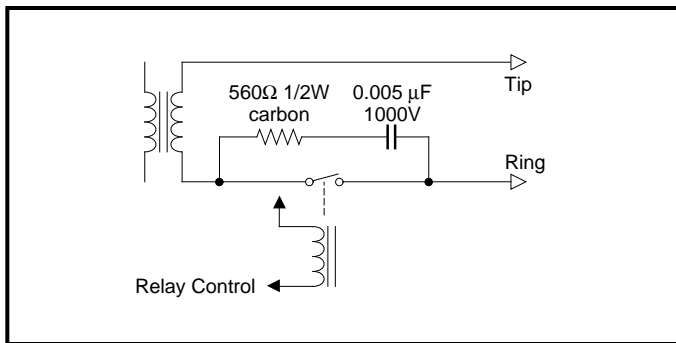 Tip
560Ω 1/2W
carbon
0.005 μF
1000V
Ring
Relay Control